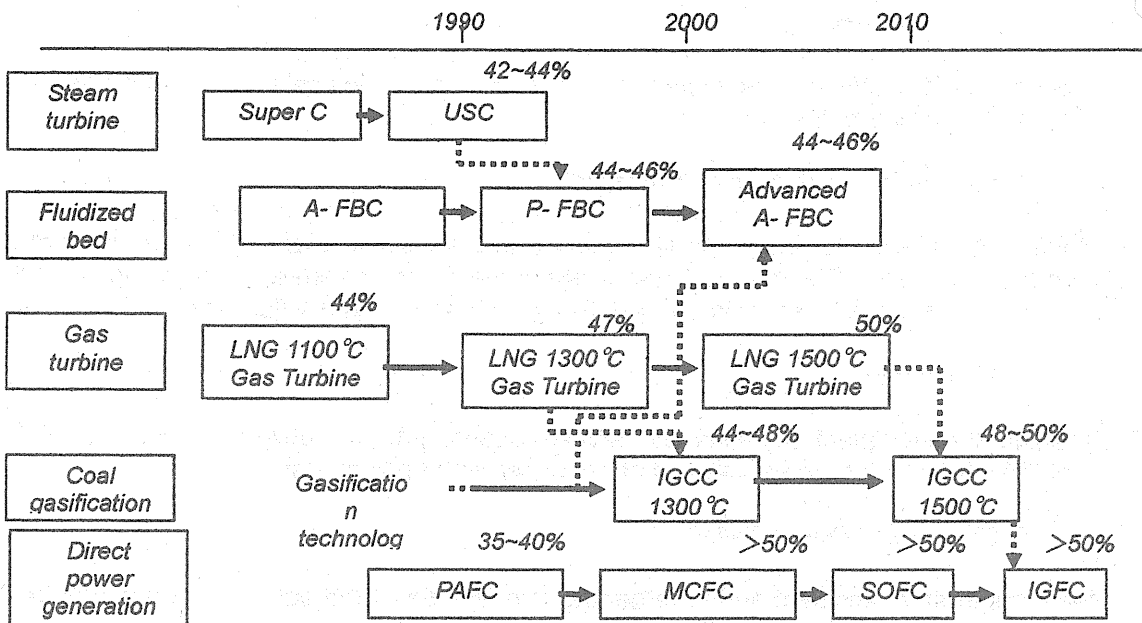 1990 2000 2010
42~44%
Steam
turbine
Super C
USC
44~46%
44~46%
Fluidized
bed
A- FBC
P- FBC
Advanced
A- FBC
44%
47%
50%
Gas
turbine
LNG 1100°C
Gas Turbine
LNG 1300°C
Gas Turbine
LNG 1500°C
Gas Turbine
44~48%
48~50%
Coal
gasification
Gasificatio
n
technolog
IGCC
1300°C
IGCC
1500°C
35~40%
>50%
>50%
>50%
Direct
power
generation
PAFC
MCFC
SOFC
IGFC